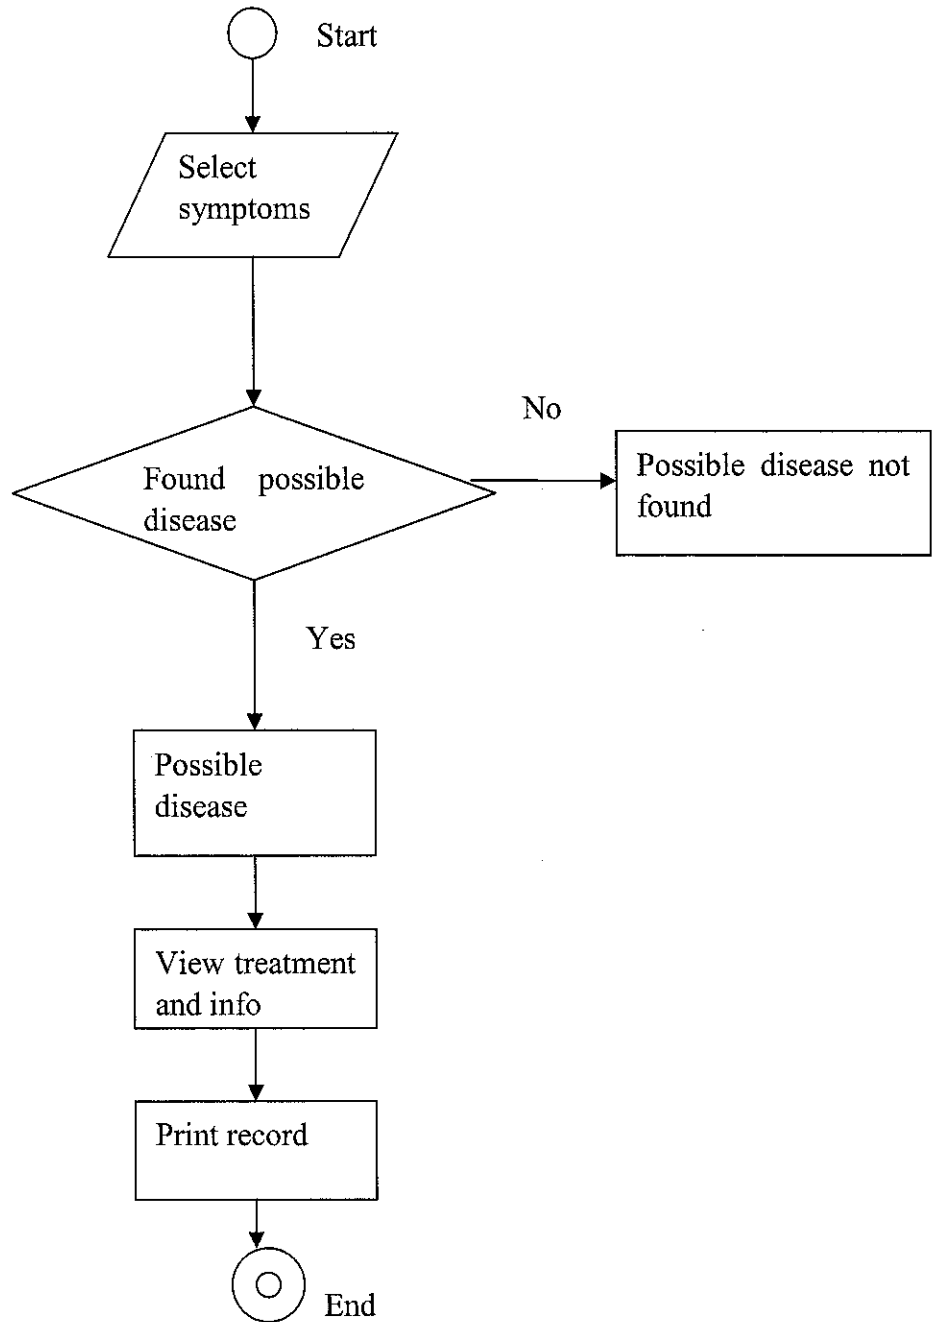 Start
Select
symptoms
No
Found possible
disease
Possible disease not
found
Yes
Possible
disease
View treatment
and info
Print record
End